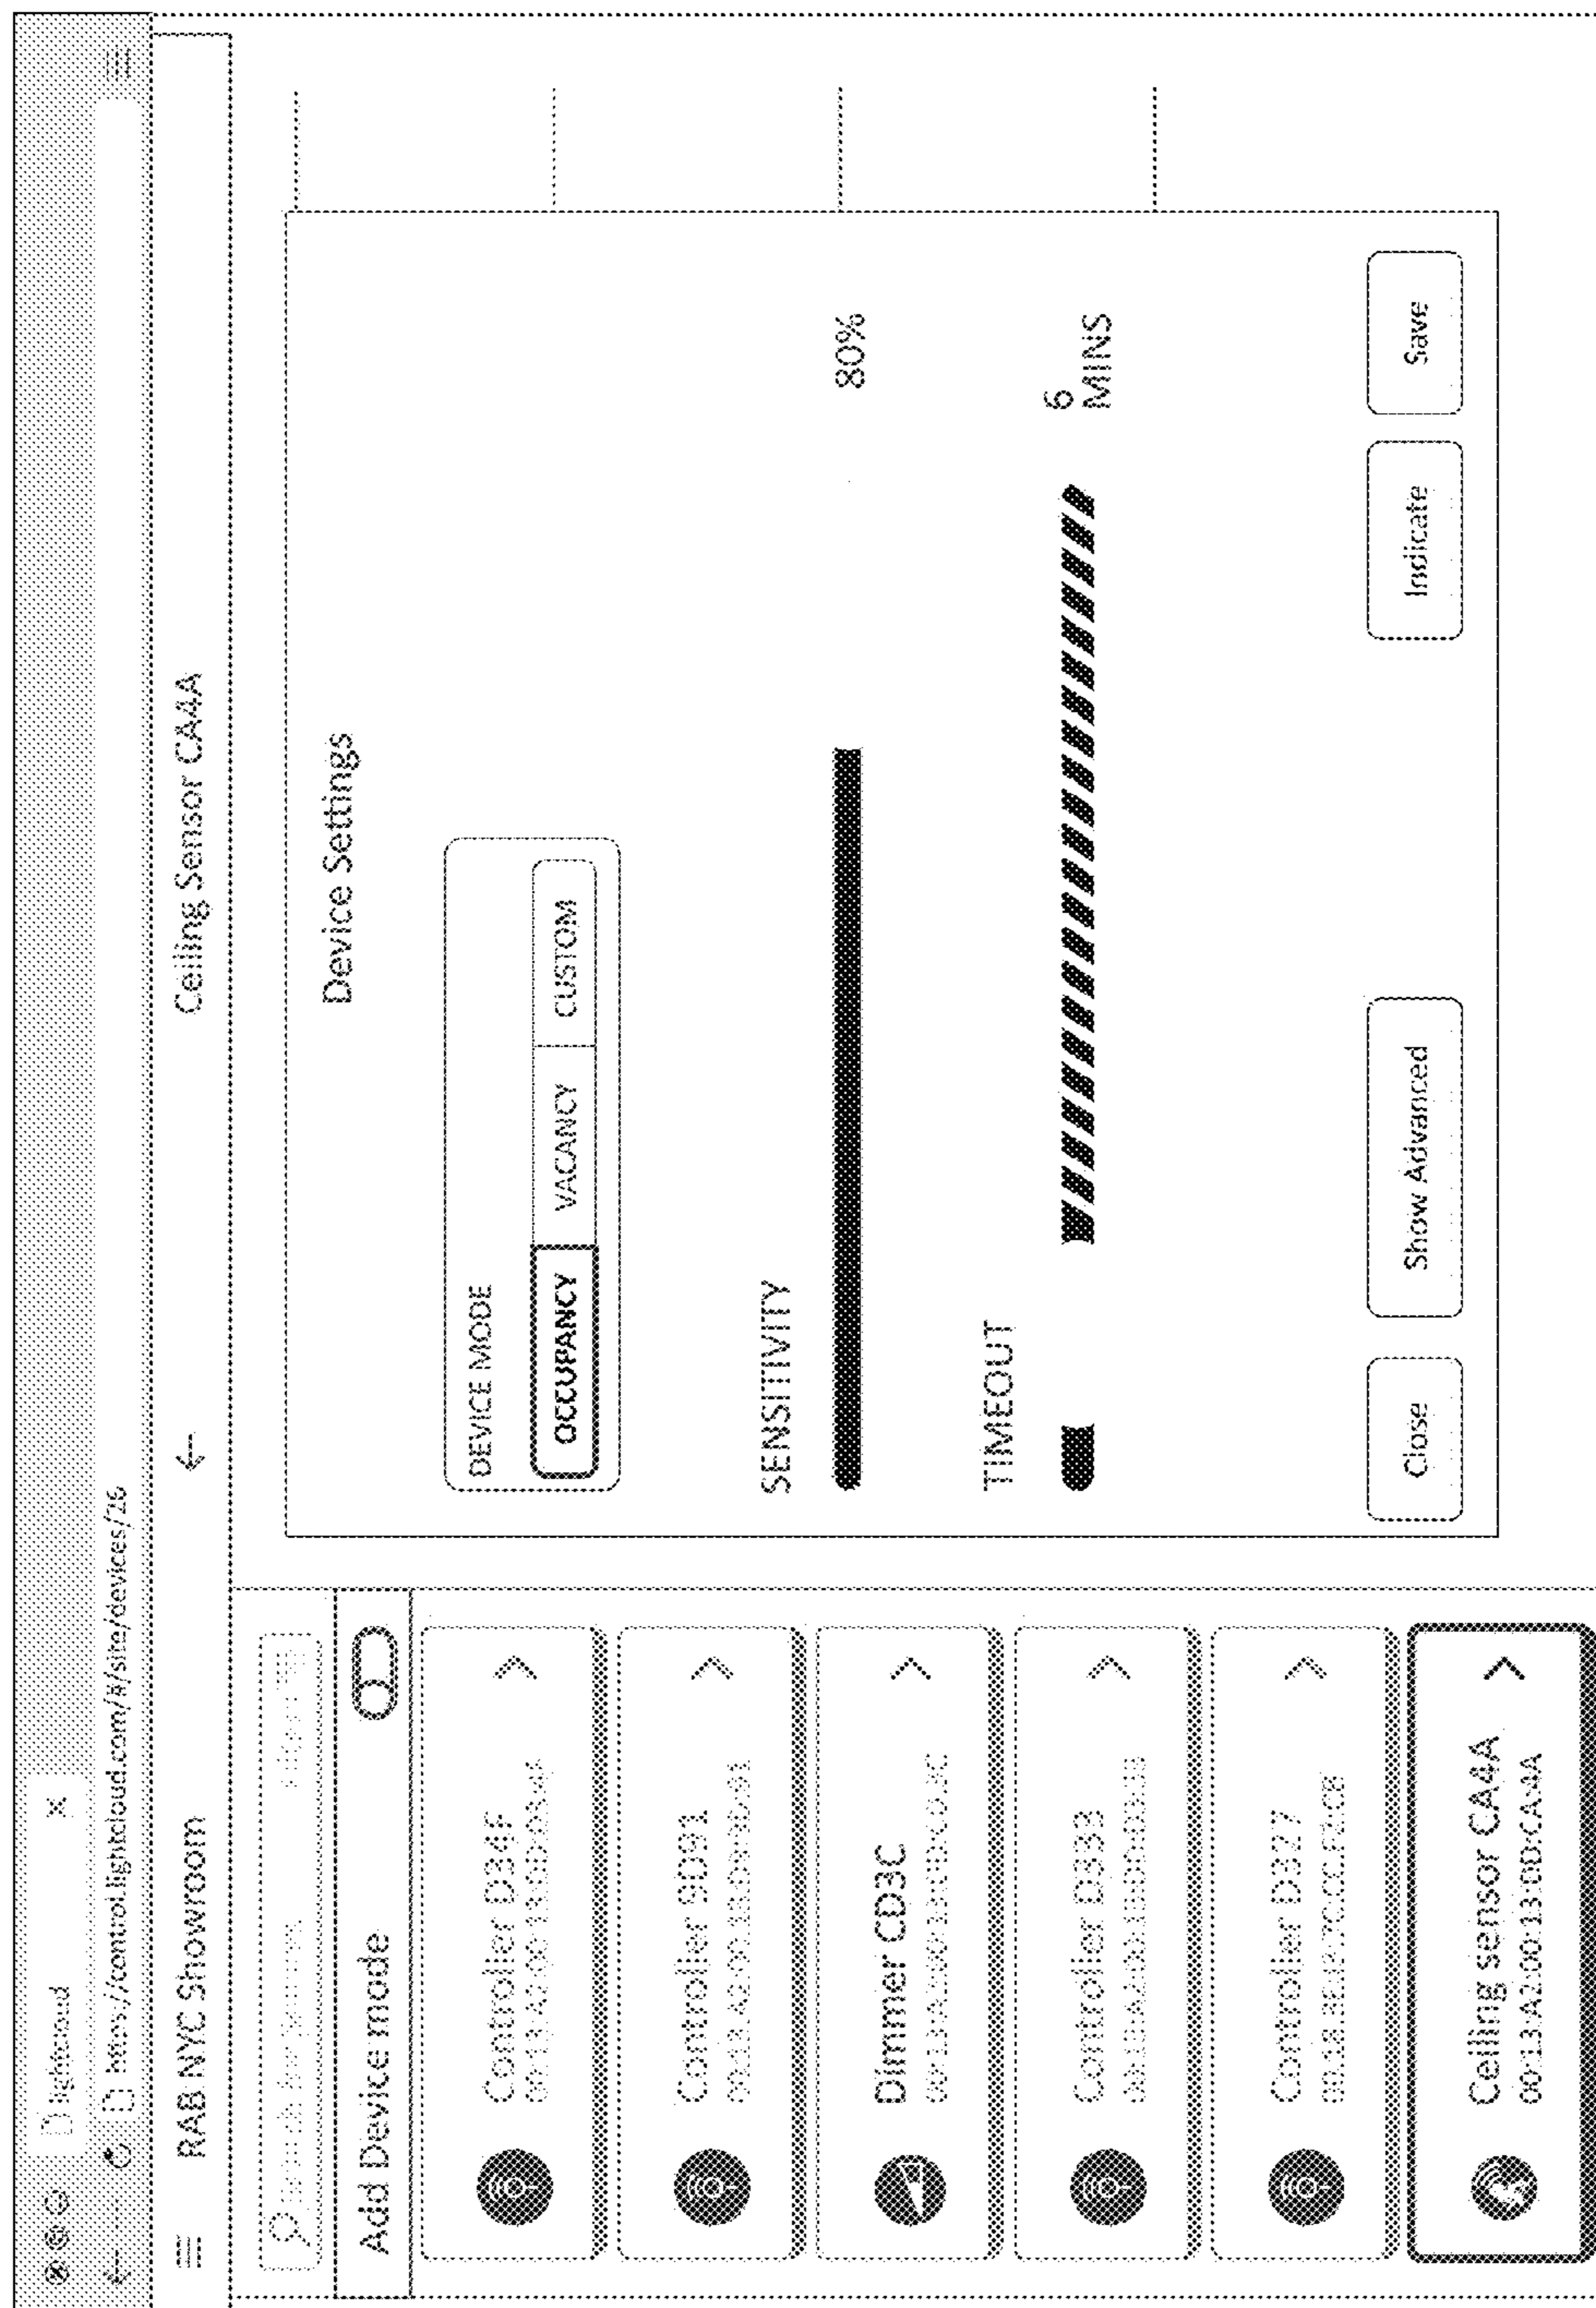 lightcloud ×
https://control.lightcloud.com/#/site/devices/26
RAB NYC Showroom
Ceiling Sensor CA4A
Add Device mode
Controller D34F
Controller 9D91
Dimmer CD3C
Controller D333
Controller D327
Ceiling sensor CA4A
00:13:A2:00:13:0D:CA:4A
Device Settings
DEVICE MODE
OCCUPANCY VACANCY CUSTOM
SENSITIVITY
80%
TIMEOUT
6
MINS
Close Show Advanced Indicate Save